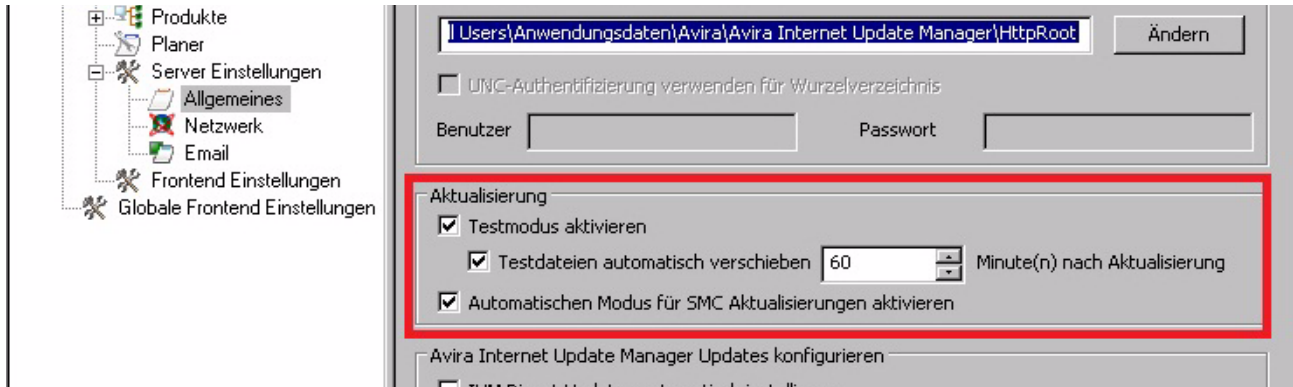 Produkte
Planer
Server Einstellungen
Allgemeines
Netzwerk
Email
Frontend Einstellungen
Globale Frontend Einstellungen
l Users\Anwendungsdaten\Avira\Avira Internet Update Manager\HttpRoot
Ändern
UNC-Authentifizierung verwenden für Wurzelverzeichnis
Benutzer
Passwort
Aktualisierung
Testmodus aktivieren
Testdateien automatisch verschieben 60 Minute(n) nach Aktualisierung
Automatischen Modus für SMC Aktualisierungen aktivieren
Avira Internet Update Manager Updates konfigurieren